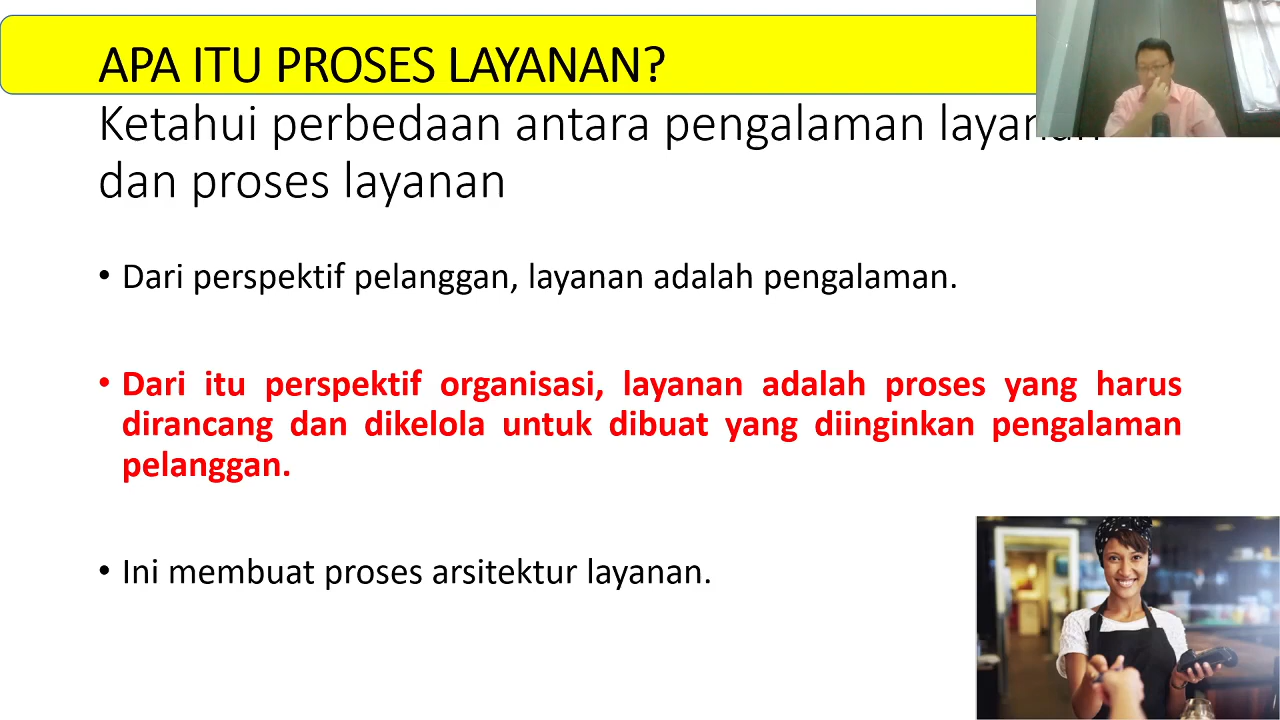 APA ITU PROSES LAYANAN?
Ketahui perbedaan antara pengalaman layanan
dan proses layanan
• Dari perspektif pelanggan, layanan adalah pengalaman.
• Dari itu perspektif organisasi, layanan adalah proses yang harus
dirancang dan dikelola untuk dibuat yang diinginkan pengalaman
pelanggan.
• Ini membuat proses arsitektur layanan.